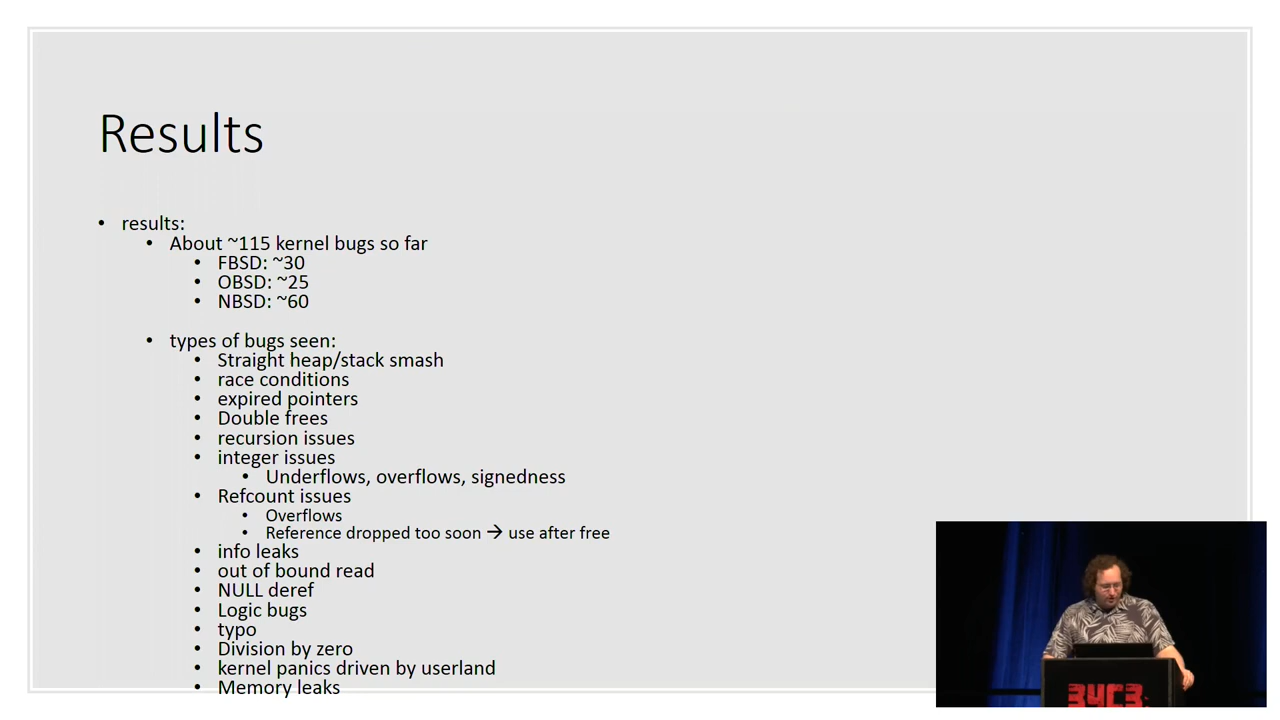 Results
• results:
• About ~115 kernel bugs so far
• FBSD: ~30
• OBSD: ~25
• NBSD: ~60
• types of bugs seen:
• Straight heap/stack smash
• race conditions
• expired pointers
• Double frees
• recursion issues
• integer issues
• Underflows, overflows, signedness
• Refcount issues
• Overflows
• Reference dropped too soon → use after free
• info leaks
• out of bound read
• NULL deref
• Logic bugs
• typo
• Division by zero
• kernel panics driven by userland
• Memory leaks
34C3